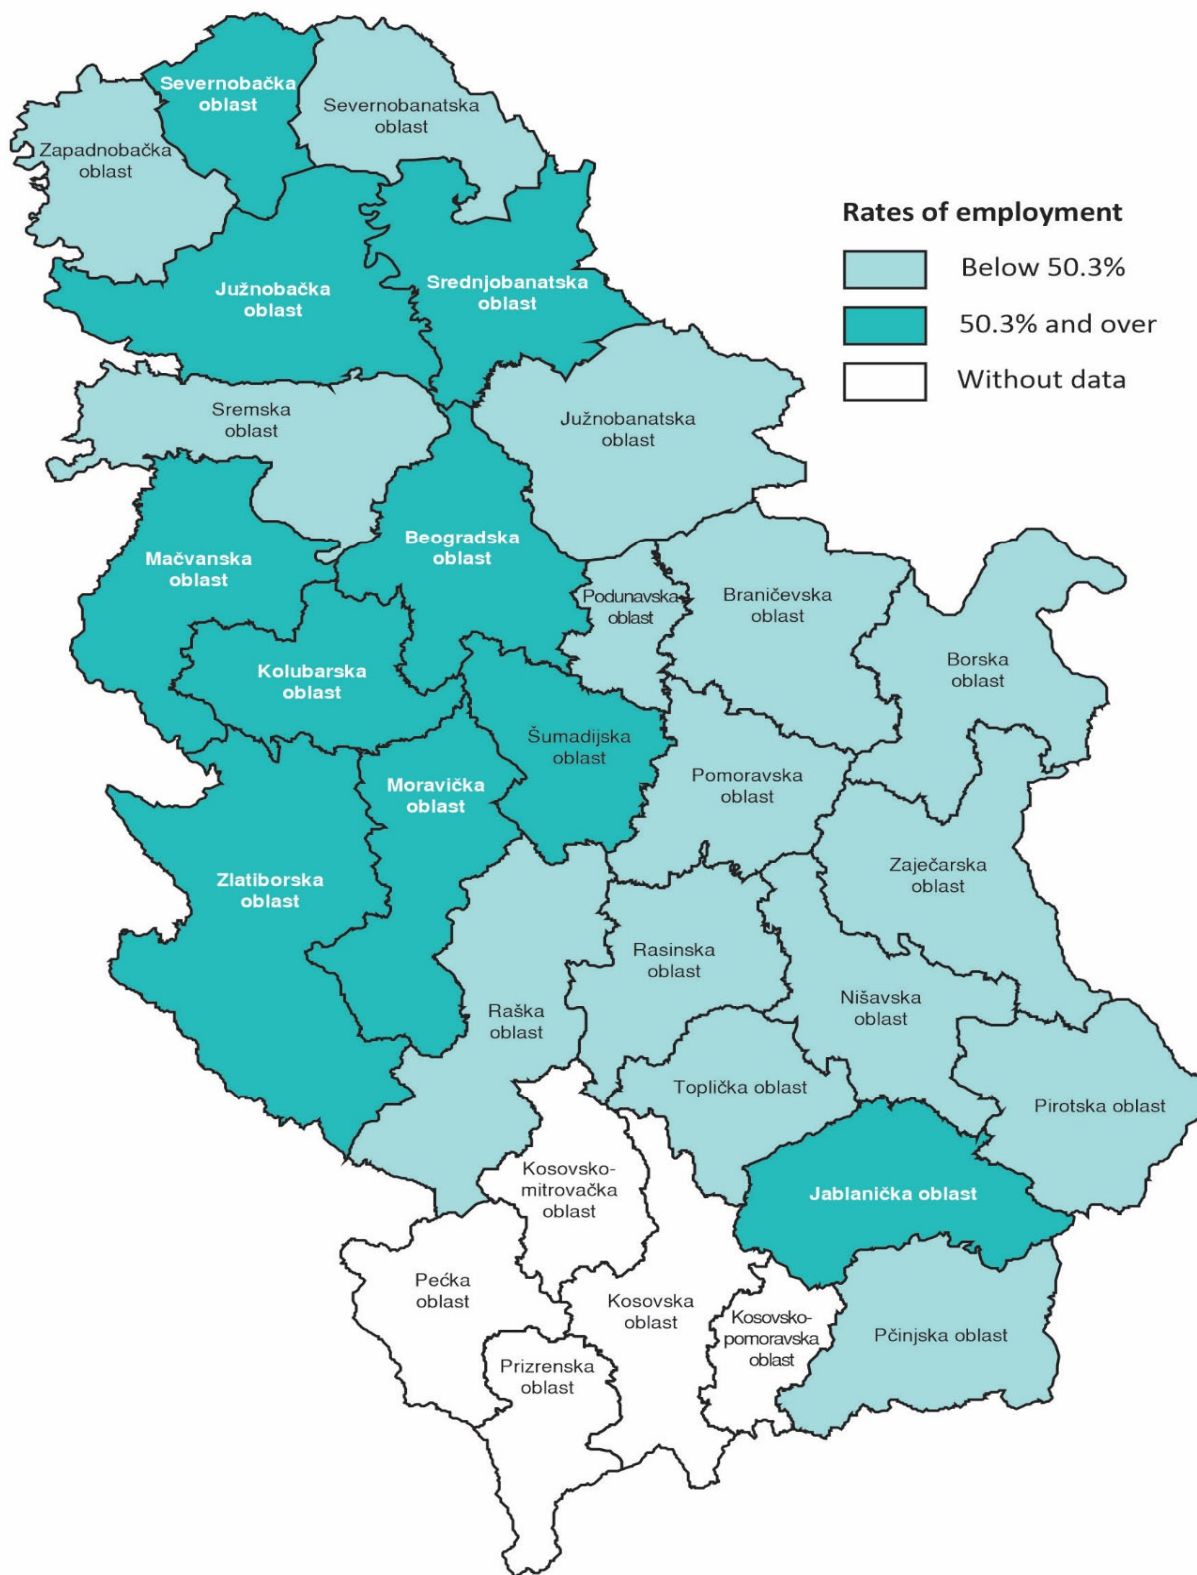 Severnobačka
oblast
Severnobanatska
oblast
Zapadnobačka
oblast
Rates of employment
Below 50.3%
50.3% and over
Without data
Južnobačka
oblast
Srednjobanatska
oblast
Sremska
oblast
Južnobanatska
oblast
Mačvanska
oblast
Beogradska
oblast
Podunavska
oblast
Braničevska
oblast
Borska
oblast
Kolubarska
oblast
Šumadijska
oblast
Moravička
oblast
Pomoravska
oblast
Zaječarska
oblast
Zlatiborska
oblast
Rasinska
oblast
Raška
oblast
Nišavska
oblast
Toplička oblast
Pirotska oblast
Kosovsko-
mitrovačka
oblast
Jablanička oblast
Pećka
oblast
Kosovska
oblast
Kosovsko-
pomoravska
oblast
Pčinjska oblast
Prizrenska
oblast